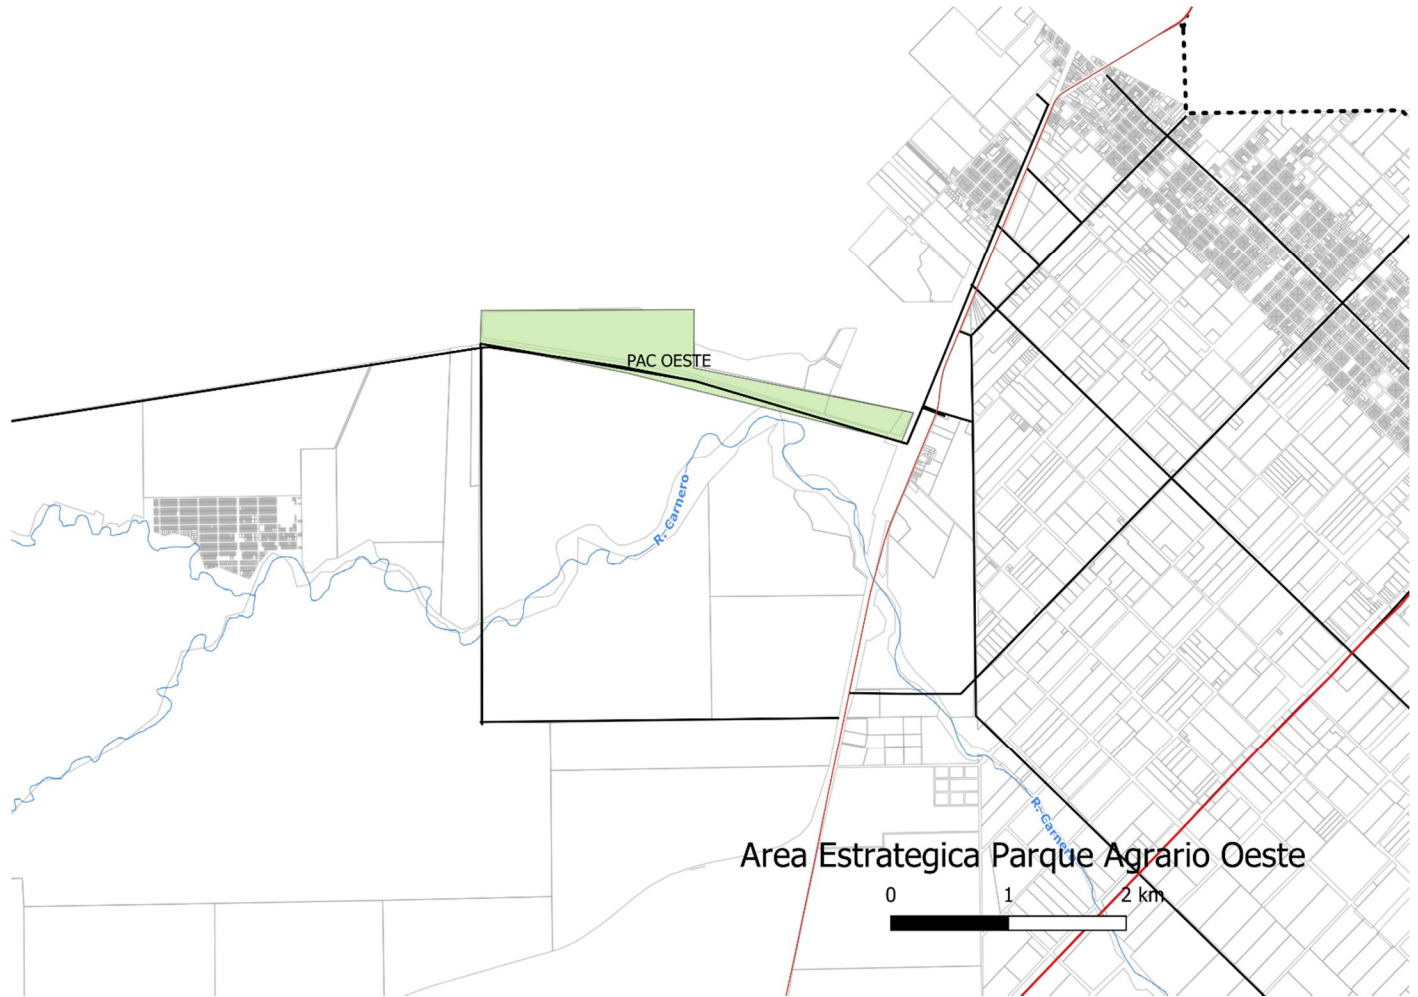 PAC OESTE
R. Carnero
R. Carnero
Area Estrategica Parque Agrario Oeste
0 1 2 km